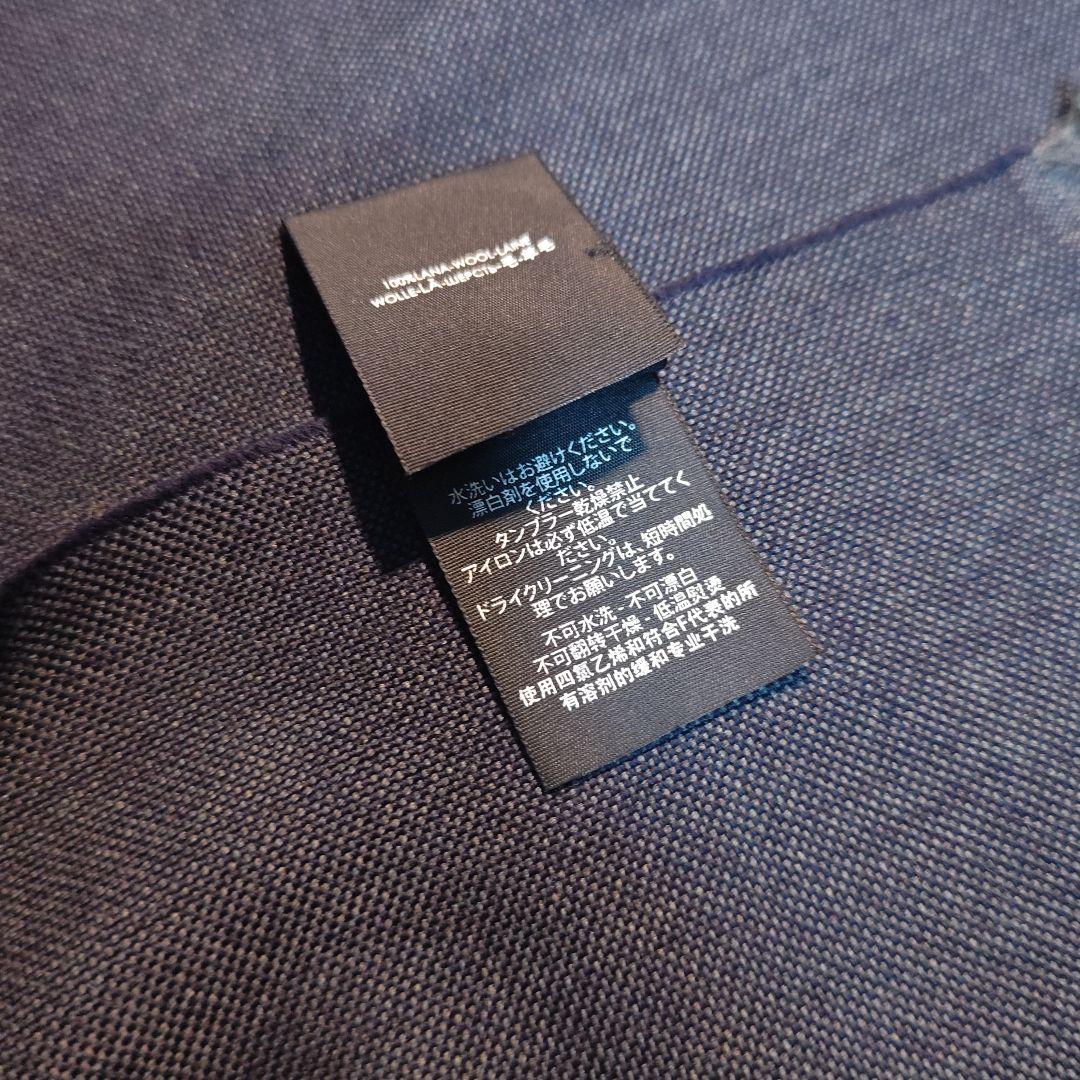 100%LANA-WOOL-LAINE
WOLLE-LÃ-ШЕРСТЬ-毛-羊毛
水洗いはお避けください。
漂白剤を使用しないで
ください。
タンブラー乾燥禁止
アイロンは必ず低温で当ててく
ださい。
ドライクリーニングは、短時間処
理でお願いします。
不可水洗 - 不可漂白
不可翻转干燥 - 低温熨烫
使用四氯乙烯和符合F代表的所
有溶剂的缓和专业干洗